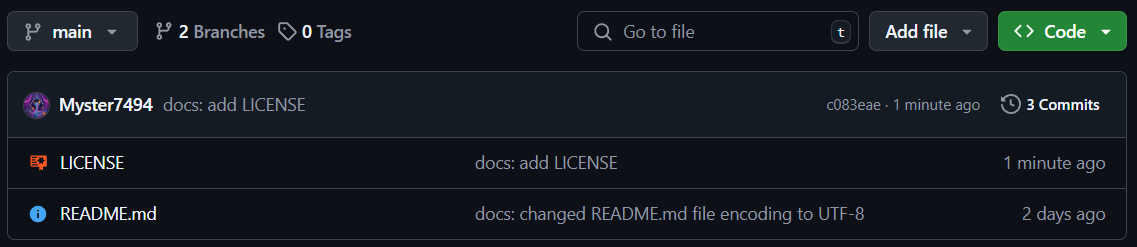 main 2 Branches 0 Tags Go to file t Add file Code
Myster7494 docs: add LICENSE c083eae · 1 minute ago 3 Commits
LICENSE docs: add LICENSE 1 minute ago
README.md docs: changed README.md file encoding to UTF-8 2 days ago